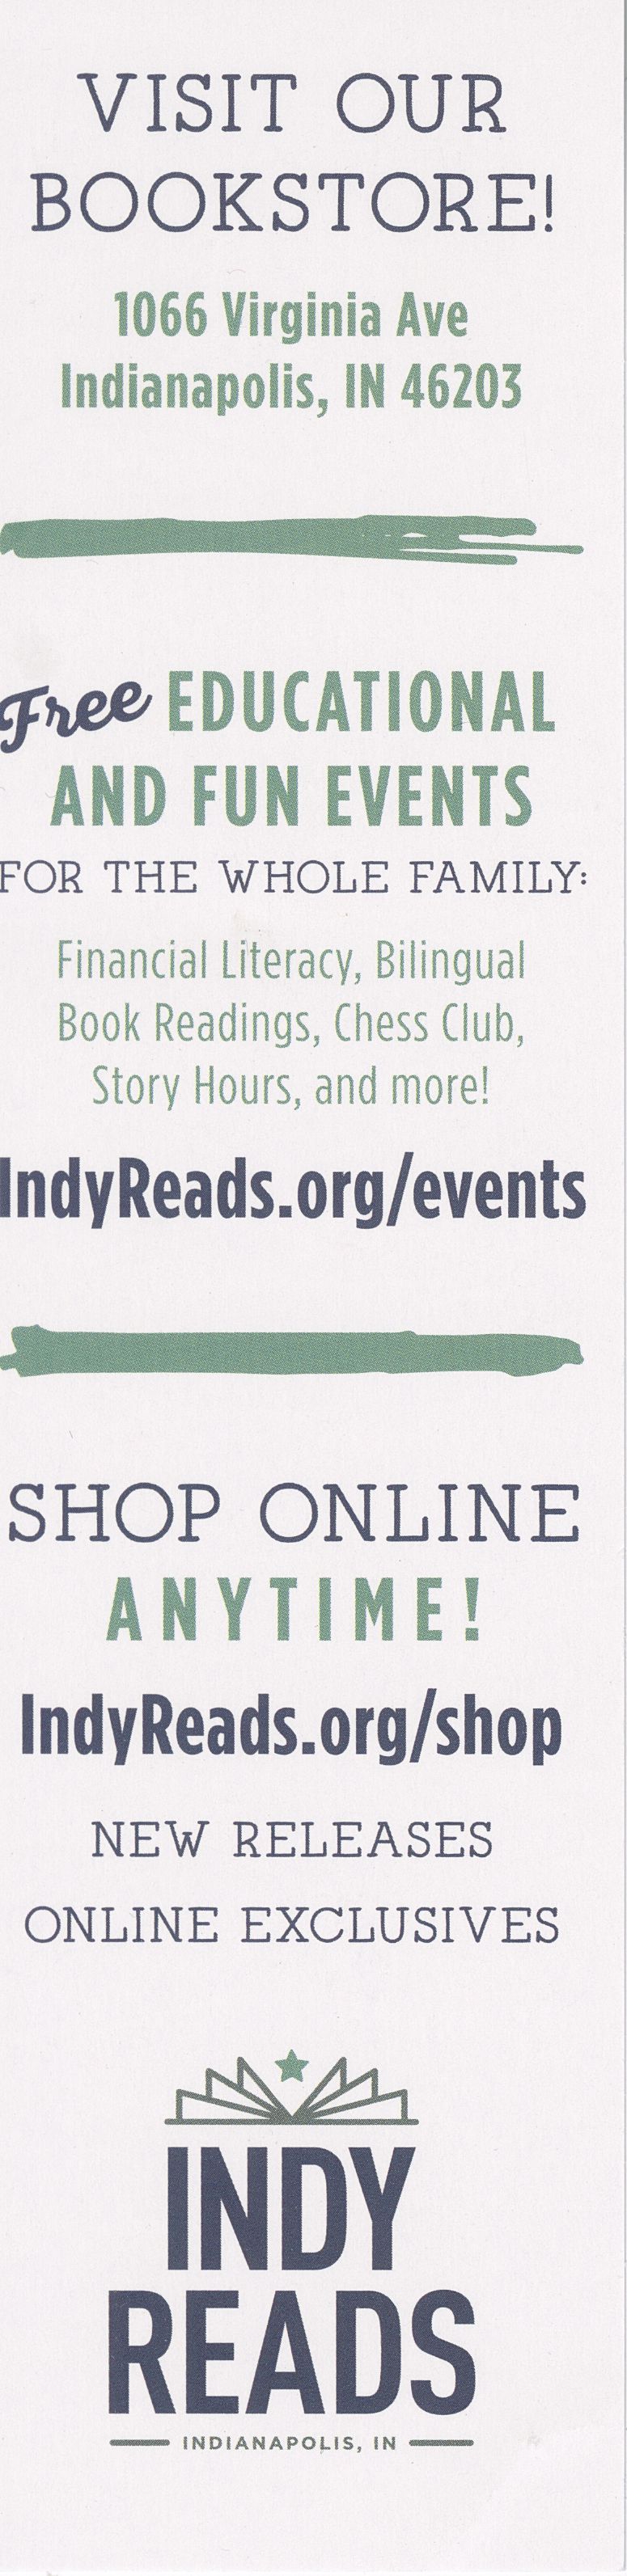 VISIT OUR
BOOKSTORE!
1066 Virginia Ave
Indianapolis, IN 46203
Free EDUCATIONAL
AND FUN EVENTS
FOR THE WHOLE FAMILY:
Financial Literacy, Bilingual
Book Readings, Chess Club,
Story Hours, and more!
IndyReads.org/events
SHOP ONLINE
ANYTIME!
IndyReads.org/shop
NEW RELEASES
ONLINE EXCLUSIVES
INDY
READS
INDIANAPOLIS, IN